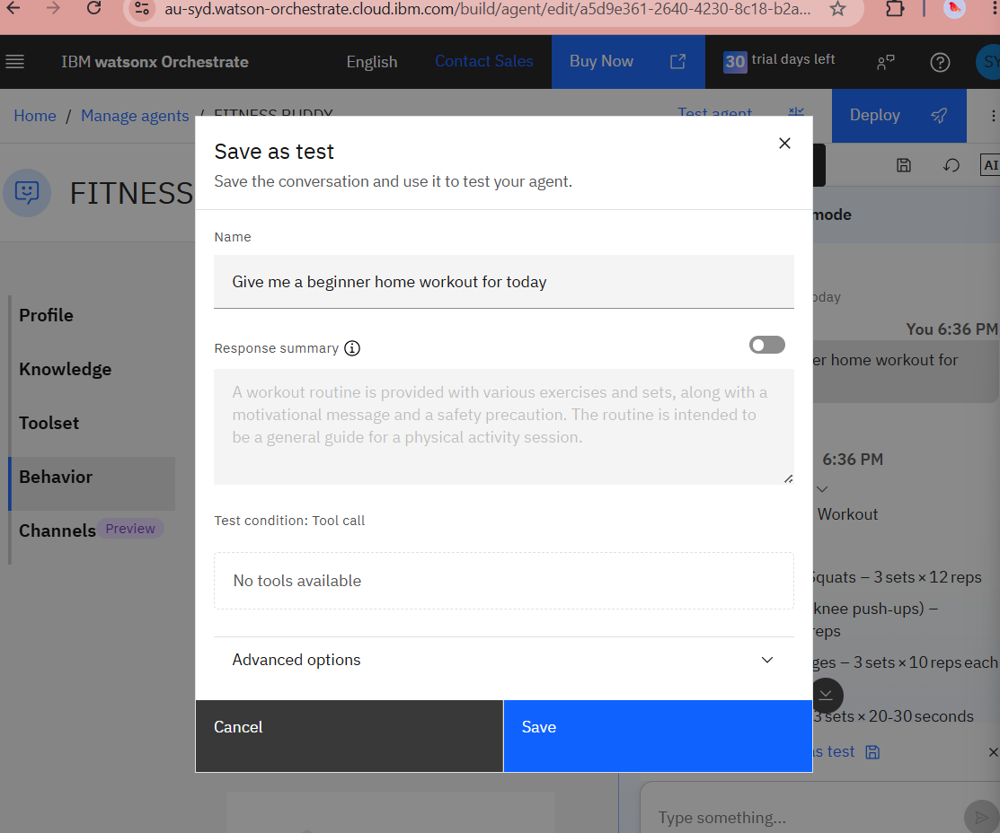 au-syd.watson-orchestrate.cloud.ibm.com/build/agent/edit/a5d9e361-2640-4230-8c18-b2a...
IBM watsonx Orchestrate
English
Contact Sales
Buy Now
30 trial days left
SY
Home / Manage agents / FITNESS BUDDY
Test agent
Deploy
FITNESS
AI
Profile
Knowledge
Toolset
Behavior
Channels Preview
Save as test
Save the conversation and use it to test your agent.
Name
Give me a beginner home workout for today
Response summary
A workout routine is provided with various exercises and sets, along with a
motivational message and a safety precaution. The routine is intended to
be a general guide for a physical activity session.
Test condition: Tool call
No tools available
Advanced options
Cancel
Save
mode
oday
You 6:36 PM
er home workout for
6:36 PM
Workout
Squats – 3 sets × 12 reps
knee push-ups) –
reps
ges – 3 sets × 10 reps each
3 sets × 20-30 seconds
as test
Type something...